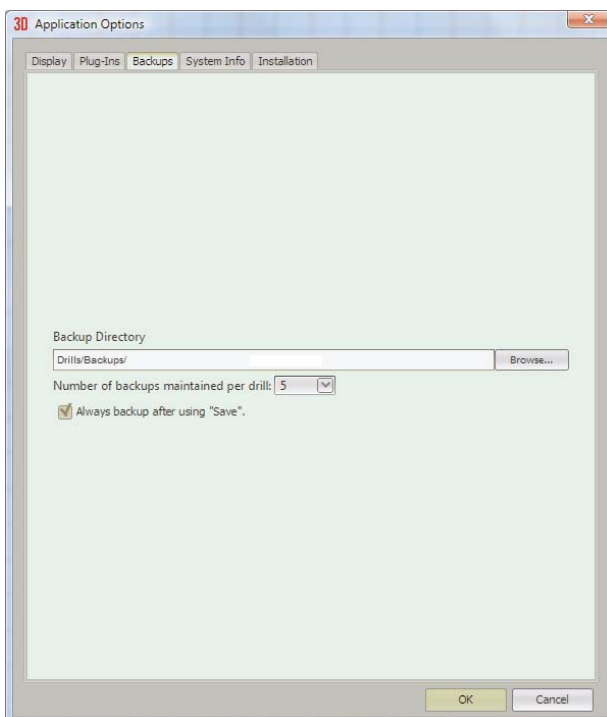 3D Application Options
Display Plug-Ins Backups System Info Installation
Backup Directory
Drills/Backups/ Browse...
Number of backups maintained per drill: 5
Always backup after using "Save".
OK Cancel